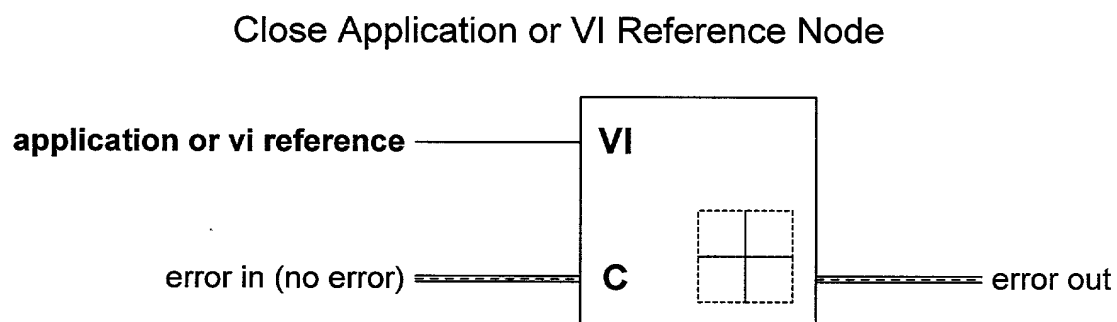 Close Application or VI Reference Node
application or vi reference
VI
error in (no error)
C
error out